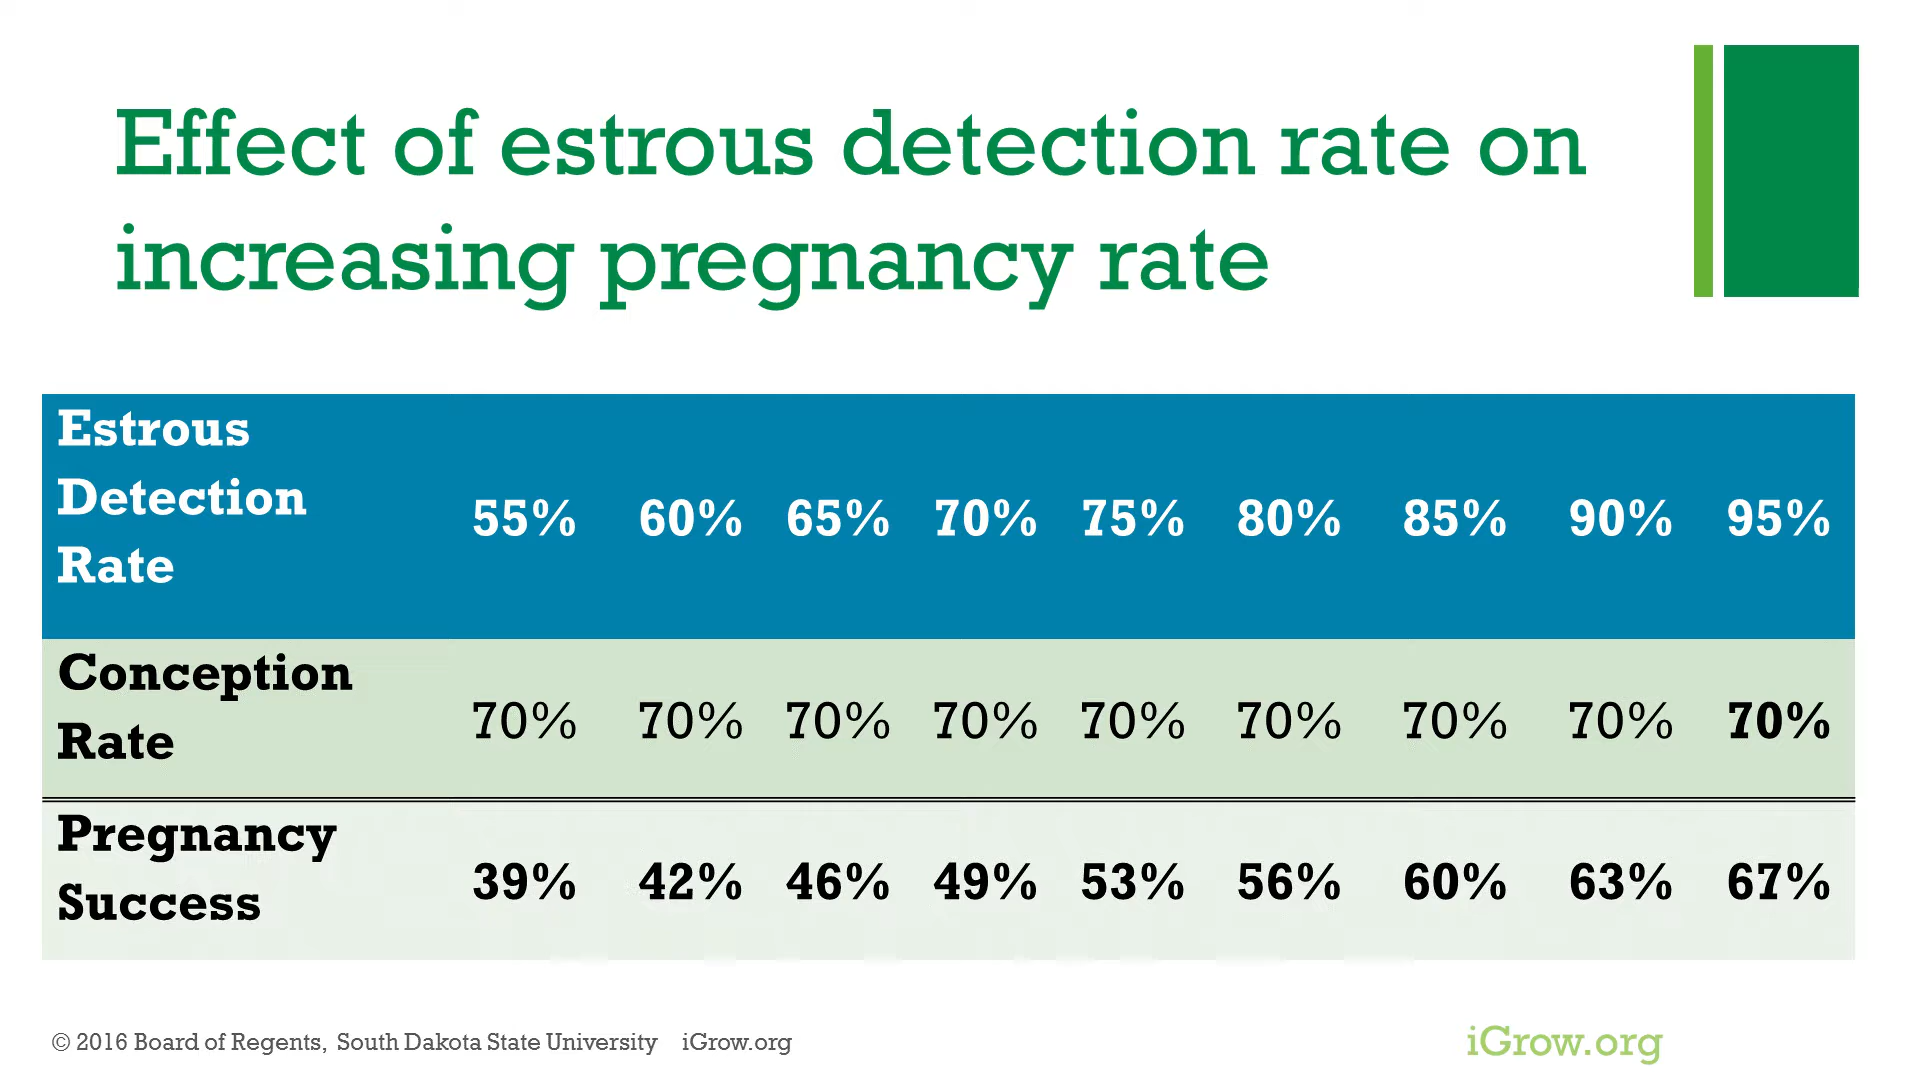 Effect of estrous detection rate on
increasing pregnancy rate
Estrous
Detection
Rate
55% 60% 65% 70% 75% 80% 85% 90% 95%
Conception
Rate
70% 70% 70% 70% 70% 70% 70% 70% 70%
Pregnancy
Success
39% 42% 46% 49% 53% 56% 60% 63% 67%
© 2016 Board of Regents, South Dakota State University iGrow.org
iGrow.org